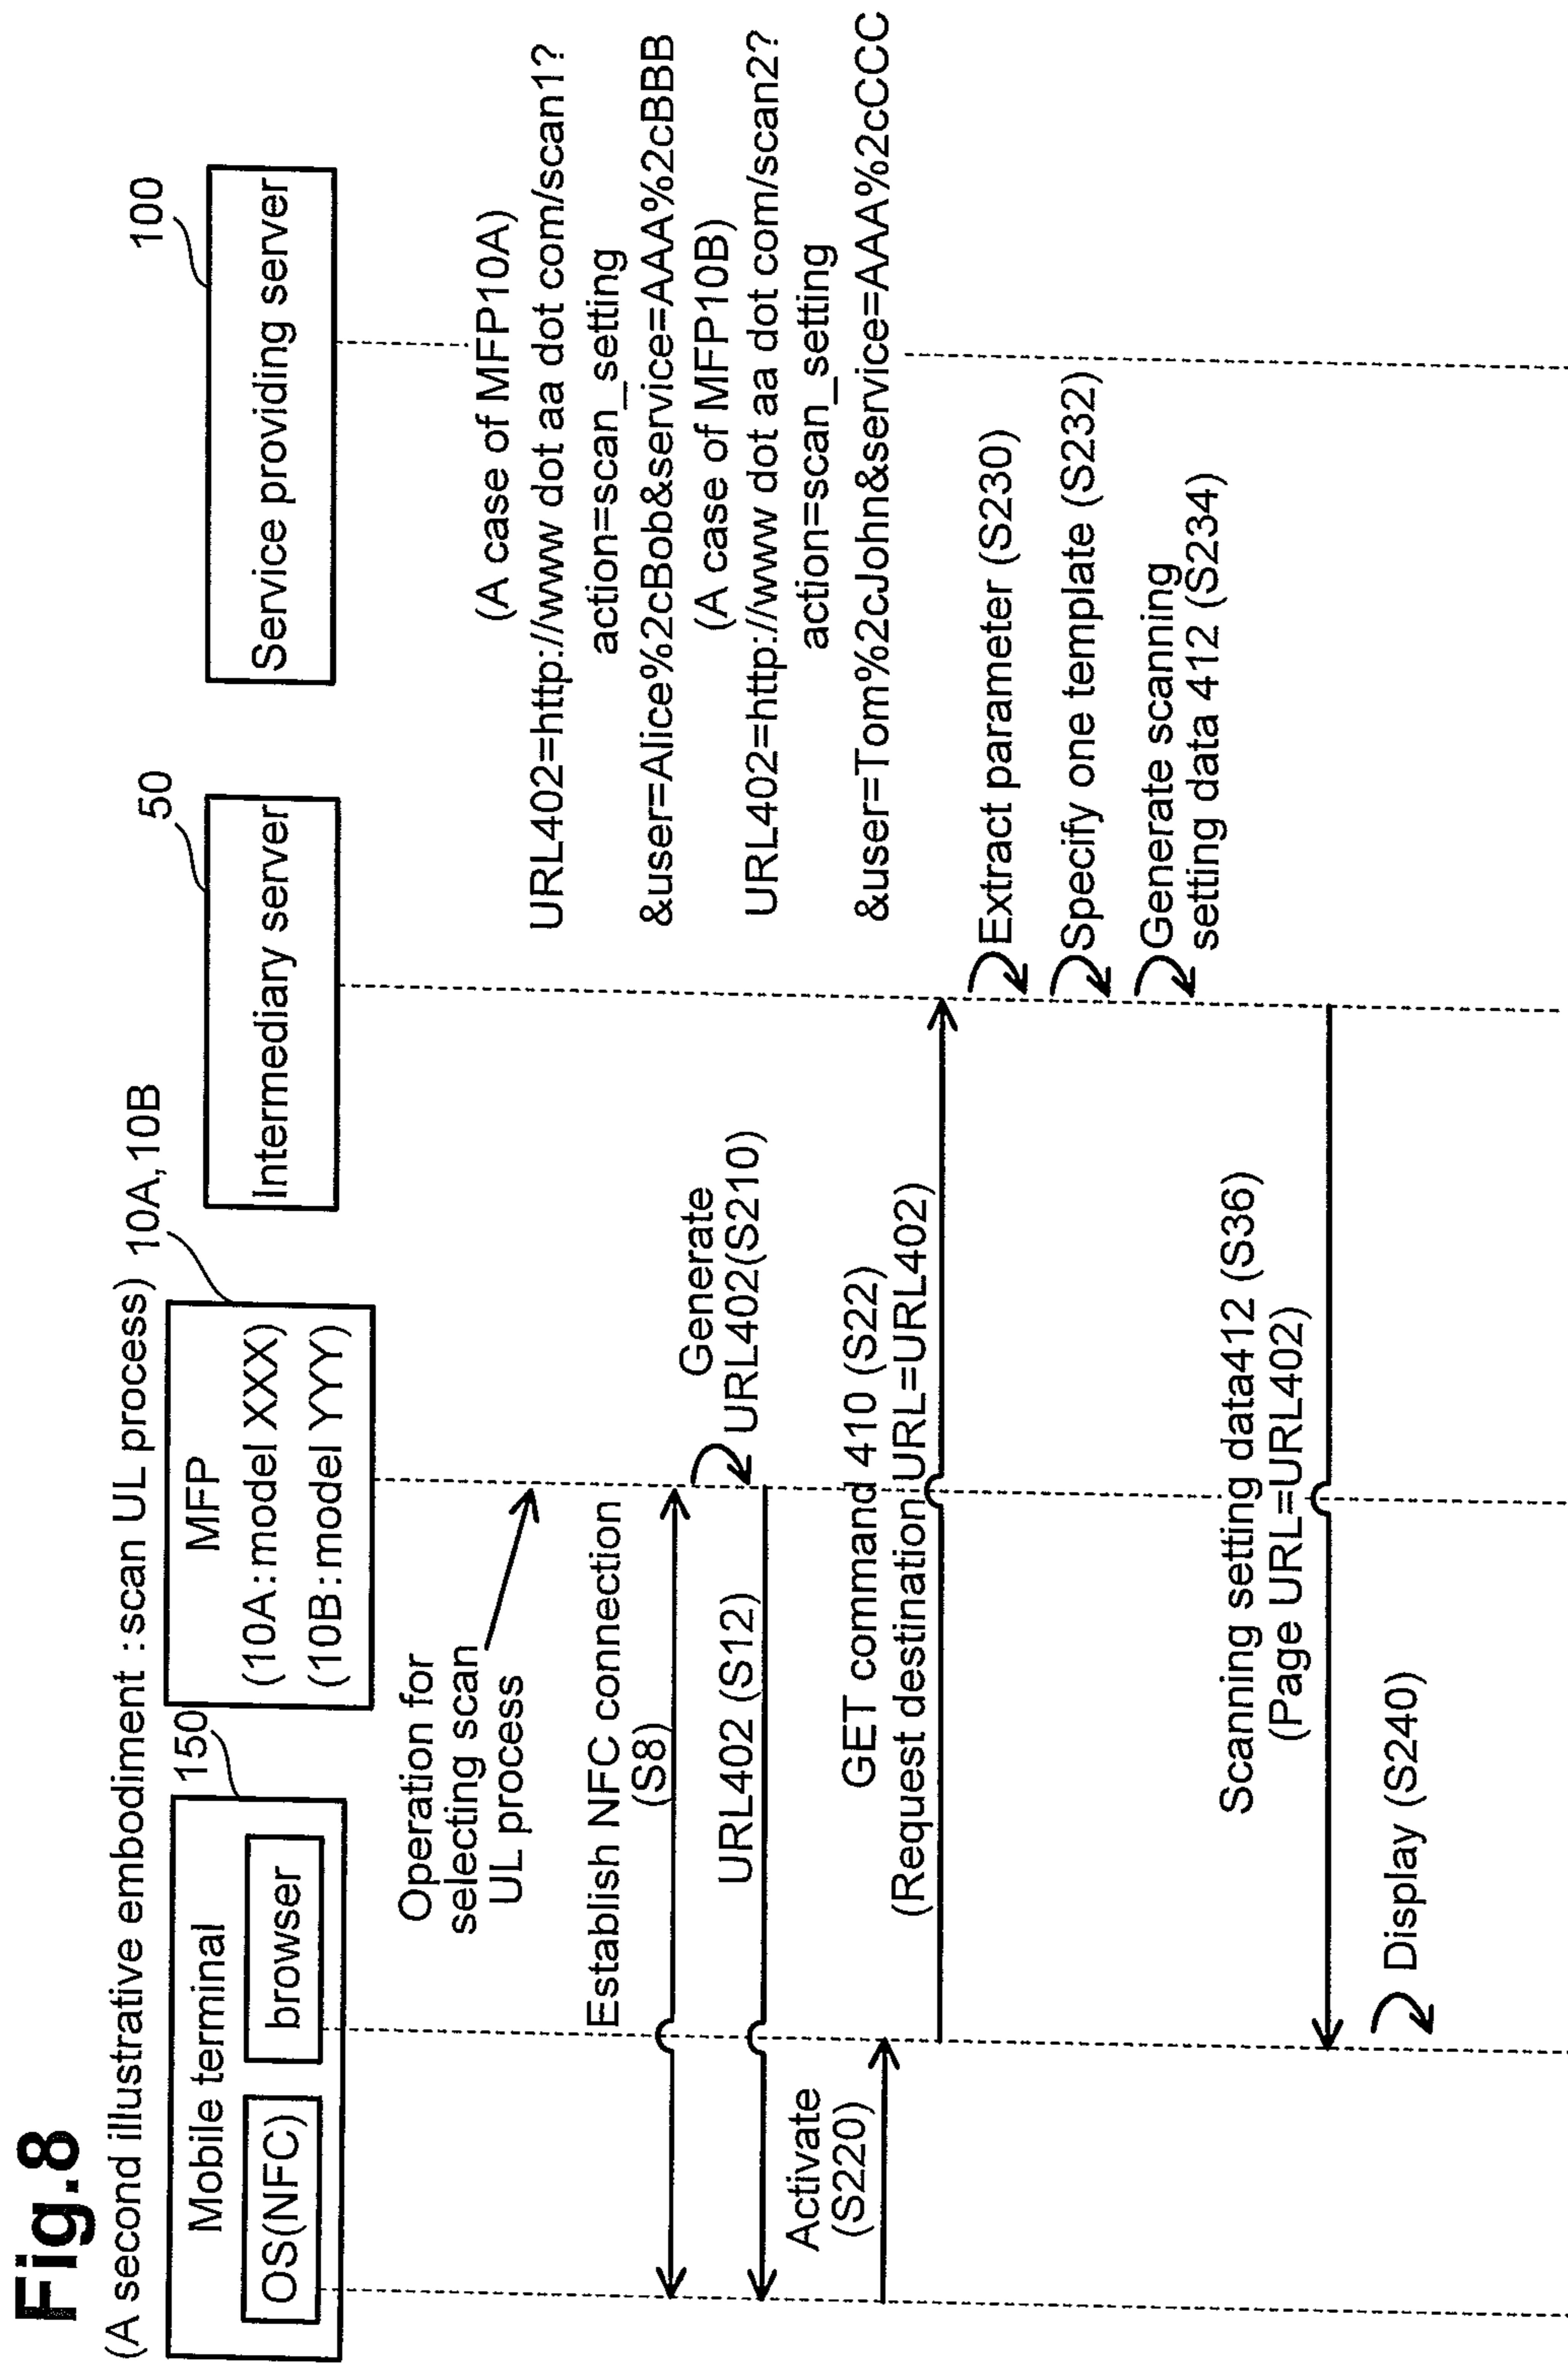 Fig.8
(A second illustrative embodiment :scan UL process)
Mobile terminal
150
OS(NFC)
browser
MFP
(10A:model XXX)
(10B:model YYY)
10A,10B
Intermediary server
50
Service providing server
100
Operation for
selecting scan
UL process
(A case of MFP10A)
URL402=http://www dot aa dot com/scan1?
action=scan_setting
&user=Alice%2cBob&service=AAA%2cBBB
(A case of MFP10B)
URL402=http://www dot aa dot com/scan2?
action=scan_setting
&user=Tom%2cJohn&service=AAA%2cCCC
Establish NFC connection
(S8)
Generate
URL402(S210)
URL402 (S12)
Activate
(S220)
GET command 410 (S22)
(Request destination URL=URL402)
Extract parameter (S230)
Specify one template (S232)
Generate scanning
setting data 412 (S234)
Scanning setting data412 (S36)
(Page URL=URL402)
Display (S240)